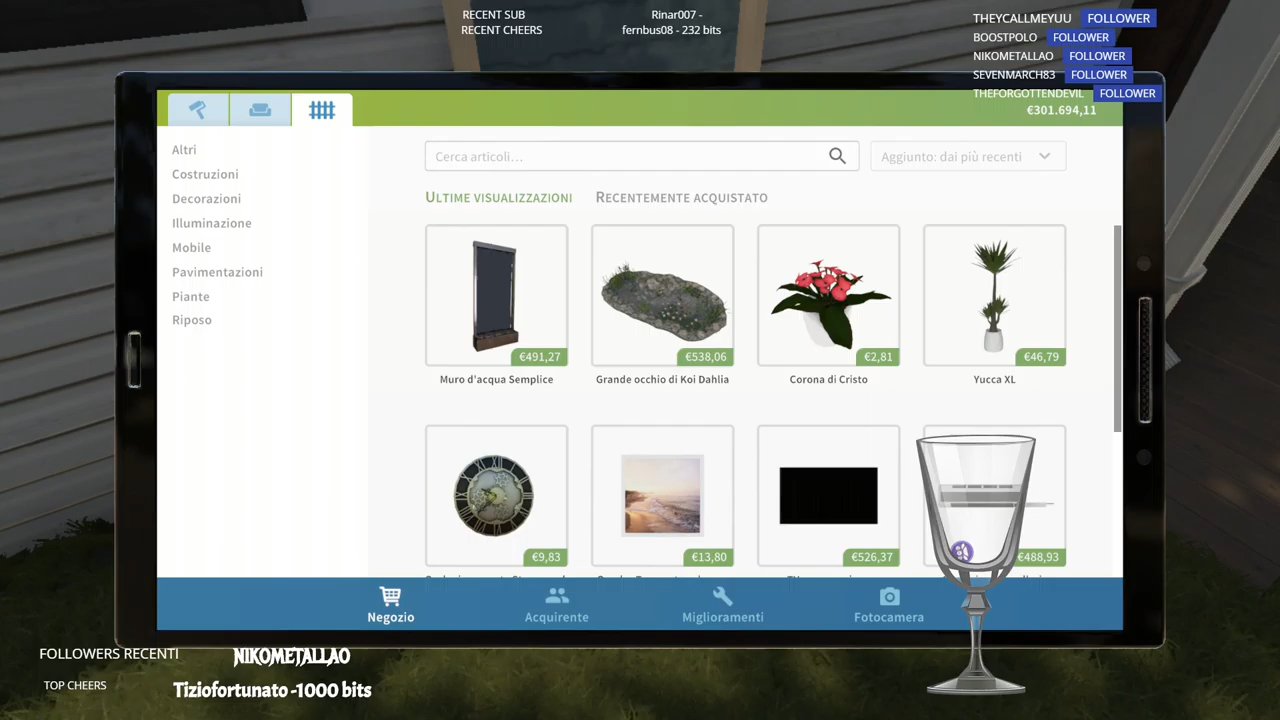 RECENT SUB
Rinar007 -
RECENT CHEERS
fernbus08 - 232 bits
THEYCALLMEYUU FOLLOWER
BOOSTPOLO FOLLOWER
NIKOMETALLAO FOLLOWER
SEVENMARCH83 FOLLOWER
THEFORGOTTENDEVIL FOLLOWER
€301.694,11
Altri
Costruzioni
Decorazioni
Illuminazione
Mobile
Pavimentazioni
Piante
Riposo
Cerca articoli...
Aggiunto: dai più recenti
ULTIME VISUALIZZAZIONI
RECENTEMENTE ACQUISTATO
€491,27
€538,06
€2,81
€46,79
Muro d'acqua Semplice
Grande occhio di Koi Dahlia
Corona di Cristo
Yucca XL
€9,83
€13,80
€526,37
€488,93
Negozio
Acquirente
Miglioramenti
Fotocamera
FOLLOWERS RECENTI
NIKOMETALLAO
TOP CHEERS
Tiziofortunato -1000 bits